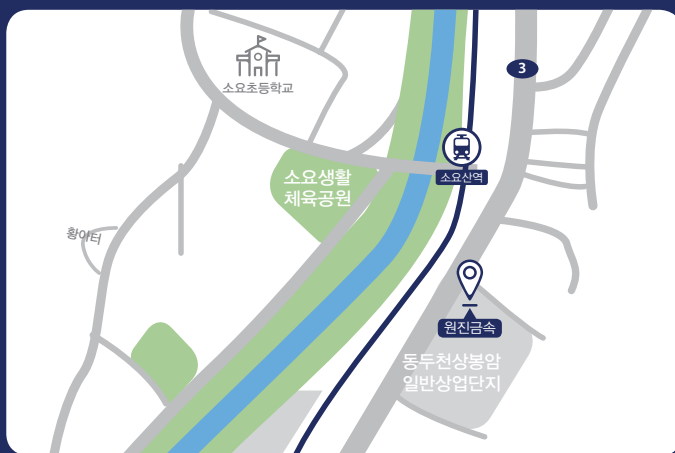 3
소요초등학교
소요산역
소요생활
체육공원
황아터
원진금속
동두천상봉암
일반상업단지